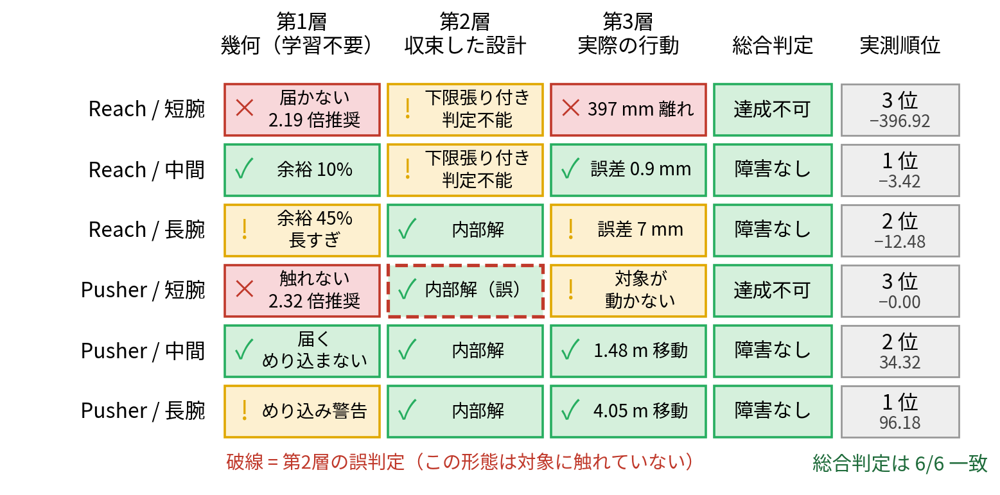 第1層
幾何（学習不要）
第2層
収束した設計
第3層
実際の行動
総合判定
実測順位
Reach / 短腕
届かない
2.19 倍推奨
!
下限張り付き
判定不能
397 mm 離れ
達成不可
3 位
−396.92
Reach / 中間
✓
余裕 10%
!
下限張り付き
判定不能
✓
誤差 0.9 mm
障害なし
1 位
−3.42
Reach / 長腕
!
余裕 45%
長すぎ
✓
内部解
!
誤差 7 mm
障害なし
2 位
−12.48
Pusher / 短腕
触れない
2.32 倍推奨
✓
内部解（誤）
!
対象が
動かない
達成不可
3 位
−0.00
Pusher / 中間
✓
届く
めり込まない
✓
内部解
✓
1.48 m 移動
障害なし
2 位
34.32
Pusher / 長腕
!
めり込み警告
✓
内部解
✓
4.05 m 移動
障害なし
1 位
96.18
破線 = 第2層の誤判定（この形態は対象に触れていない）
総合判定は 6/6 一致